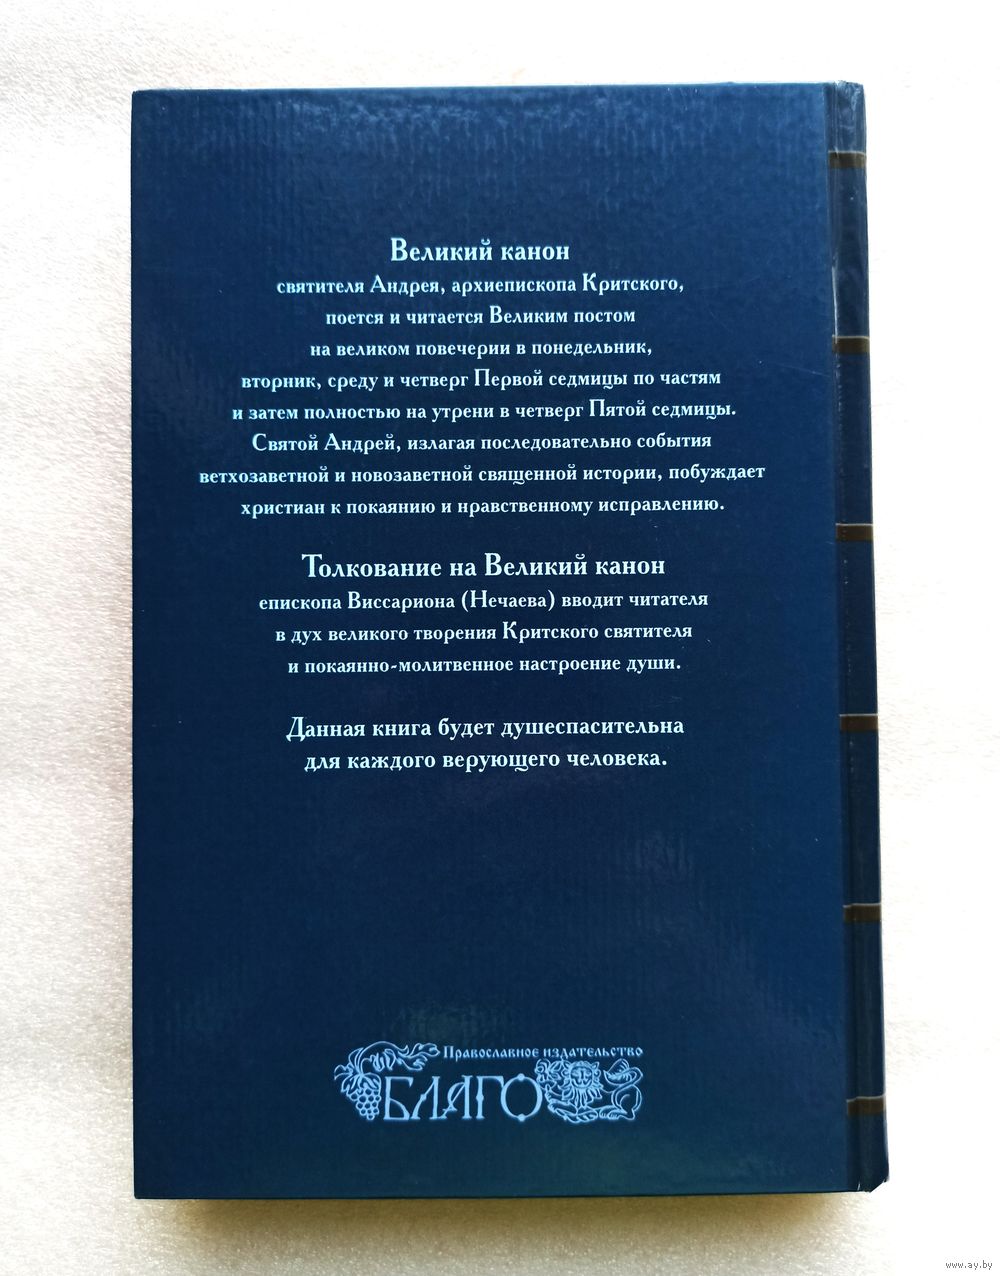 Великий канон
святителя Андрея, архиепископа Критского,
поется и читается Великим постом
на великом повечерии в понедельник,
вторник, среду и четверг Первой седмицы по частям
и затем полностью на утрени в четверг Пятой седмицы.
Святой Андрей, излагая последовательно события
ветхозаветной и новозаветной священной истории, побуждает
христиан к покаянию и нравственному исправлению.
Толкование на Великий канон
епископа Виссариона (Нечаева) вводит читателя
в дух великого творения Критского святителя
и покаянно-молитвенное настроение души.
Данная книга будет душеспасительна
для каждого верующего человека.
Православное издательство
БЛАГО
www.ay.by